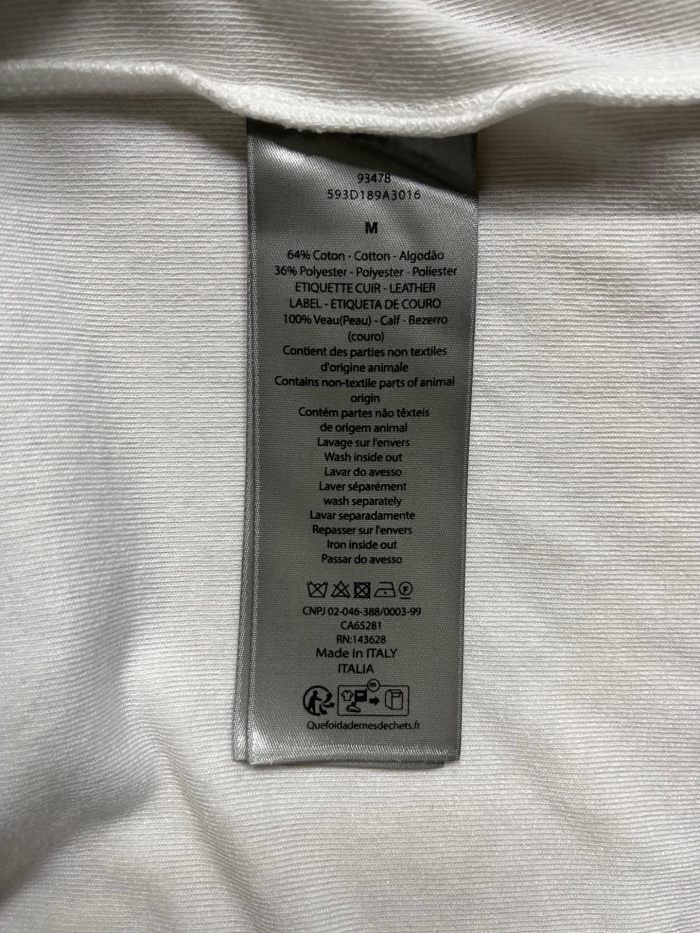 93478
593D189A3016
M
64% Coton - Cotton - Algodão
36% Polyester - Polyester - Poliester
ETIQUETTE CUIR - LEATHER
LABEL - ETIQUETA DE COURO
100% Veau(Peau) - Calf - Bezerro
(couro)
Contient des parties non textiles
d'origine animale
Contains non-textile parts of animal
origin
Contém partes não têxteis
de origem animal
Lavage sur l'envers
Wash inside out
Lavar do avesso
Laver séparément
wash separately
Lavar separadamente
Repasser sur l'envers
Iron inside out
Passar do avesso
CNPJ 02-046-388/0003-99
CA65281
RN:143628
Made In ITALY
ITALIA
Quefoidademesdechets.fr